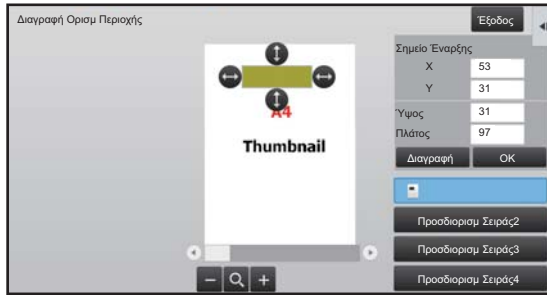 Διαγραφή Ορισμ Περιοχής
Έξοδος
Σημείο Έναρξης
X 53
Y 31
Ύψος 31
Πλάτος 97
Διαγραφή OK
A4
Thumbnail
Προσδιορισμ Σειράς2
Προσδιορισμ Σειράς3
Προσδιορισμ Σειράς4